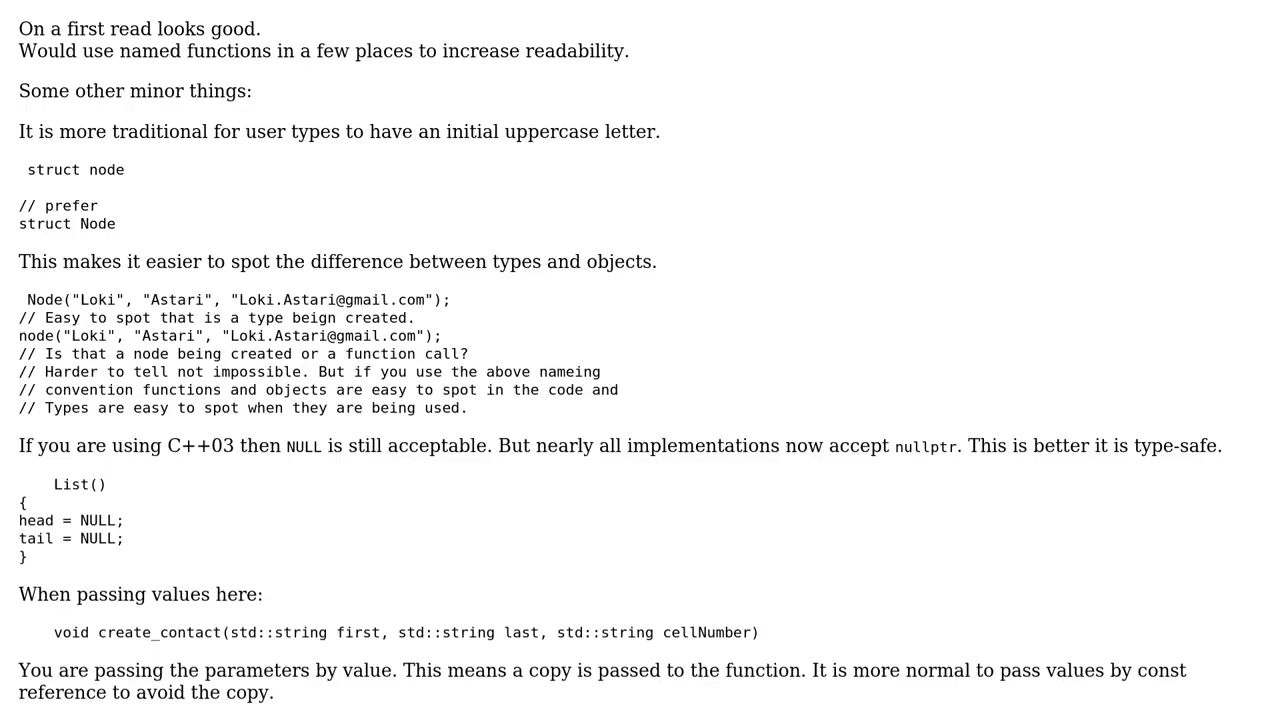 On a first read looks good.
Would use named functions in a few places to increase readability.
Some other minor things:
It is more traditional for user types to have an initial uppercase letter.
struct node
// prefer
struct Node
This makes it easier to spot the difference between types and objects.
Node("Loki", "Astari", "Loki.Astari@gmail.com");
// Easy to spot that is a type beign created.
node("Loki", "Astari", "Loki.Astari@gmail.com");
// Is that a node being created or a function call?
// Harder to tell not impossible. But if you use the above nameing
// convention functions and objects are easy to spot in the code and
// Types are easy to spot when they are being used.
If you are using C++03 then NULL is still acceptable. But nearly all implementations now accept nullptr. This is better it is type-safe.
List()
{
head = NULL;
tail = NULL;
}
When passing values here:
void create_contact(std::string first, std::string last, std::string cellNumber)
You are passing the parameters by value. This means a copy is passed to the function. It is more normal to pass values by const
reference to avoid the copy.